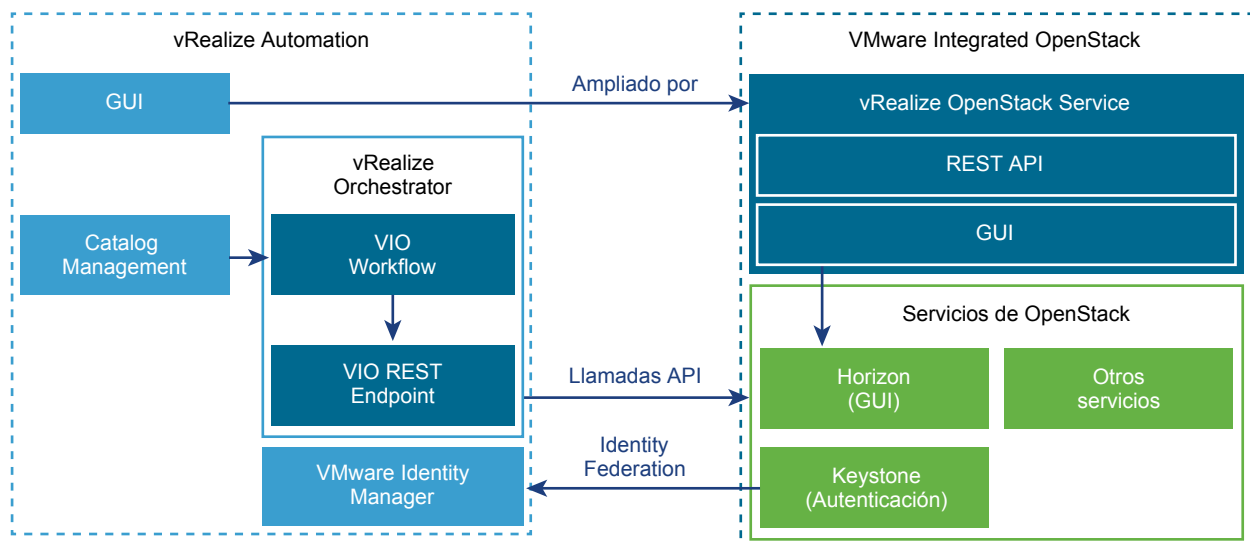 vRealize Automation
GUI
vRealize
Orchestrator
Catalog
Management
VIO
Workflow
VIO REST
Endpoint
VMware Identity
Manager
Ampliado por
Llamadas API
Identity
Federation
VMware Integrated OpenStack
vRealize OpenStack Service
REST API
GUI
Servicios de OpenStack
Horizon
(GUI)
Otros
servicios
Keystone
(Autenticación)